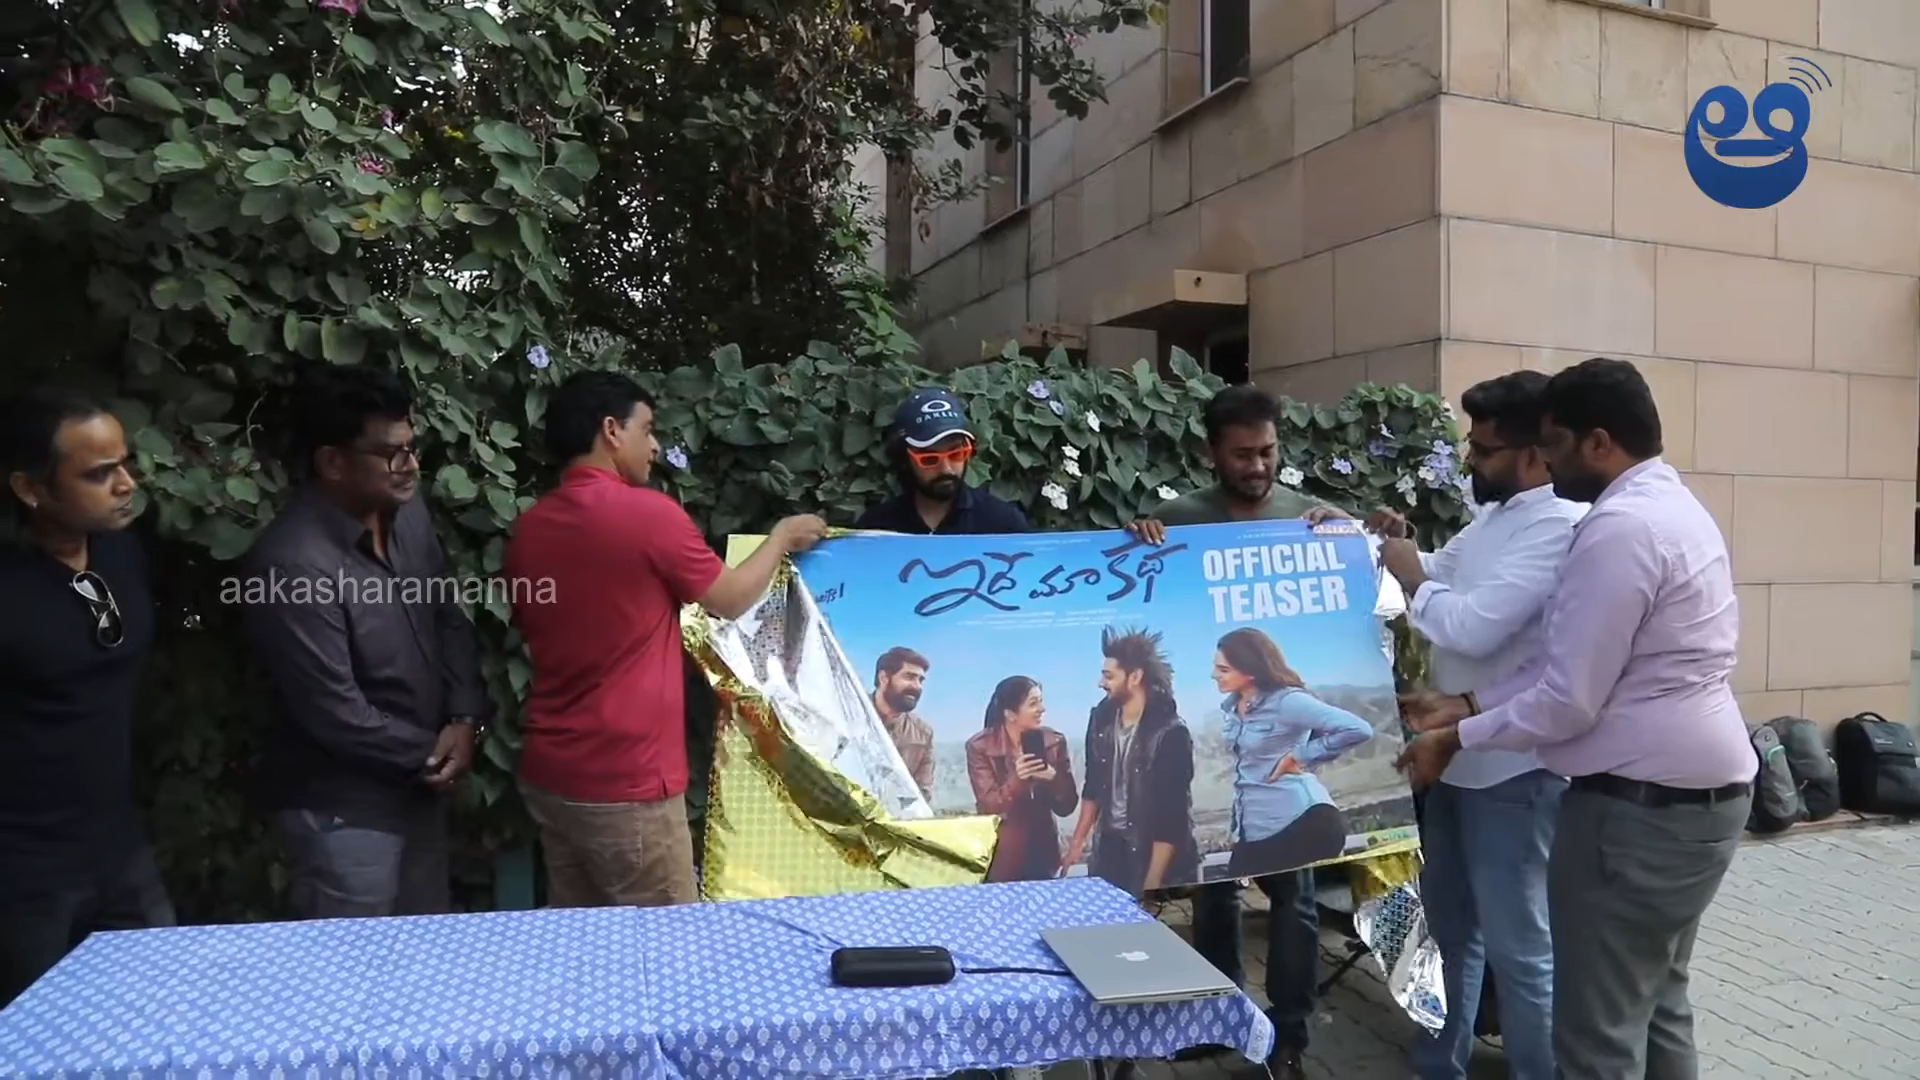 OAKLEY
ఇదే మా కథ
OFFICIAL
TEASER
aakasharamanna